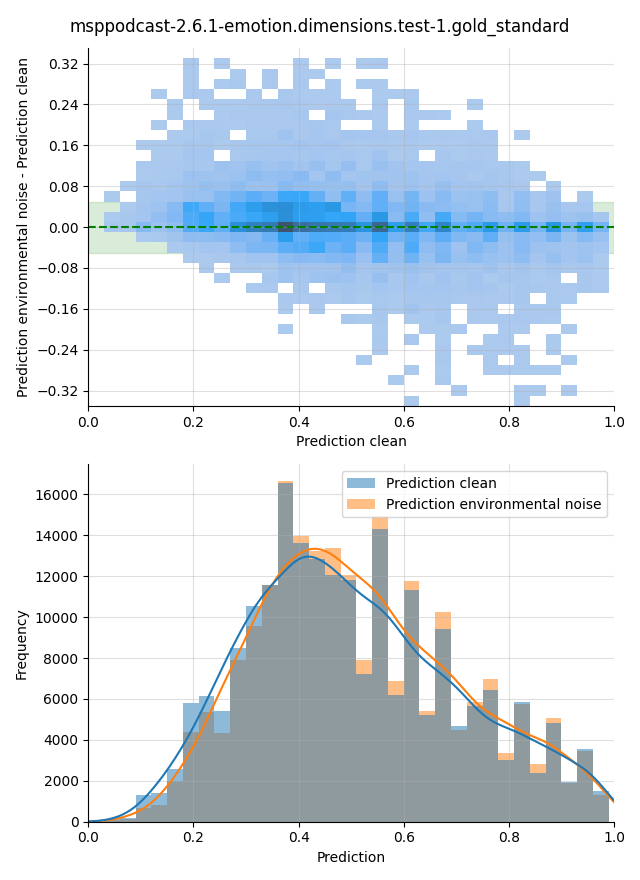 msppodcast-2.6.1-emotion.dimensions.test-1.gold_standard
Prediction environmental noise - Prediction clean
0.32
0.24
0.16
0.08
0.00
−0.08
−0.16
−0.24
−0.32
0.0 0.2 0.4 0.6 0.8 1.0
Prediction clean
Frequency
16000
14000
12000
10000
8000
6000
4000
2000
0
Prediction clean
Prediction environmental noise
0.0 0.2 0.4 0.6 0.8 1.0
Prediction